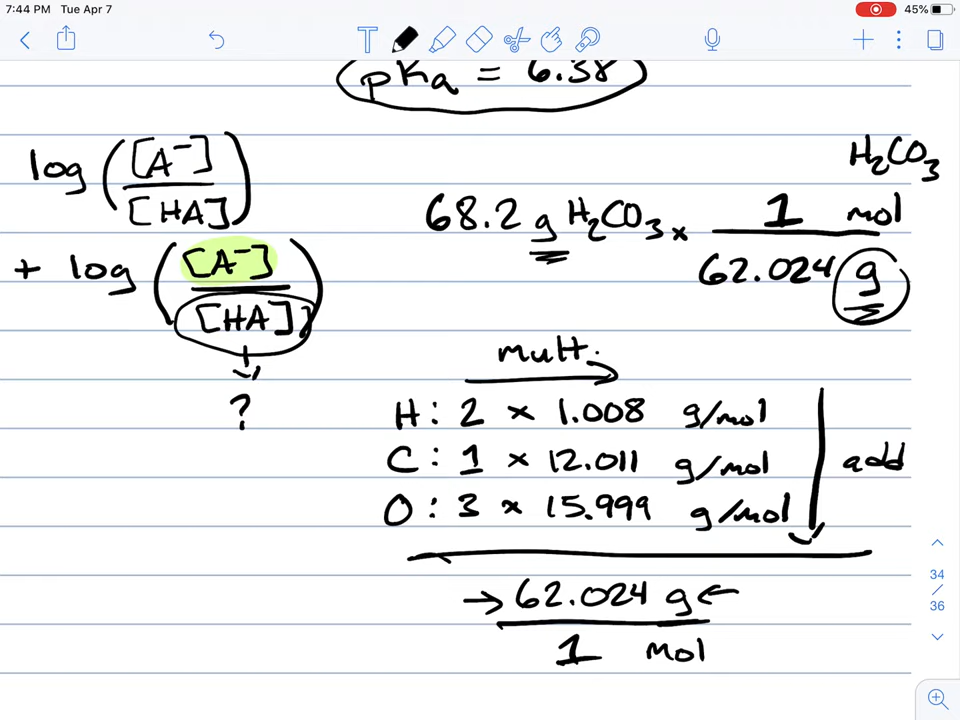 7:44 PM Tue Apr 7
45%
T
pKa = 6.38
H₂CO₃
log ([A⁻]/[HA])
68.2 g H₂CO₃ × 1 mol / 62.024 g
+ log ([A⁻]/[HA])
?
mult.
H: 2 × 1.008 g/mol
C: 1 × 12.011 g/mol
add
O: 3 × 15.999 g/mol
→ 62.024 g ←
1 mol
34
/
36